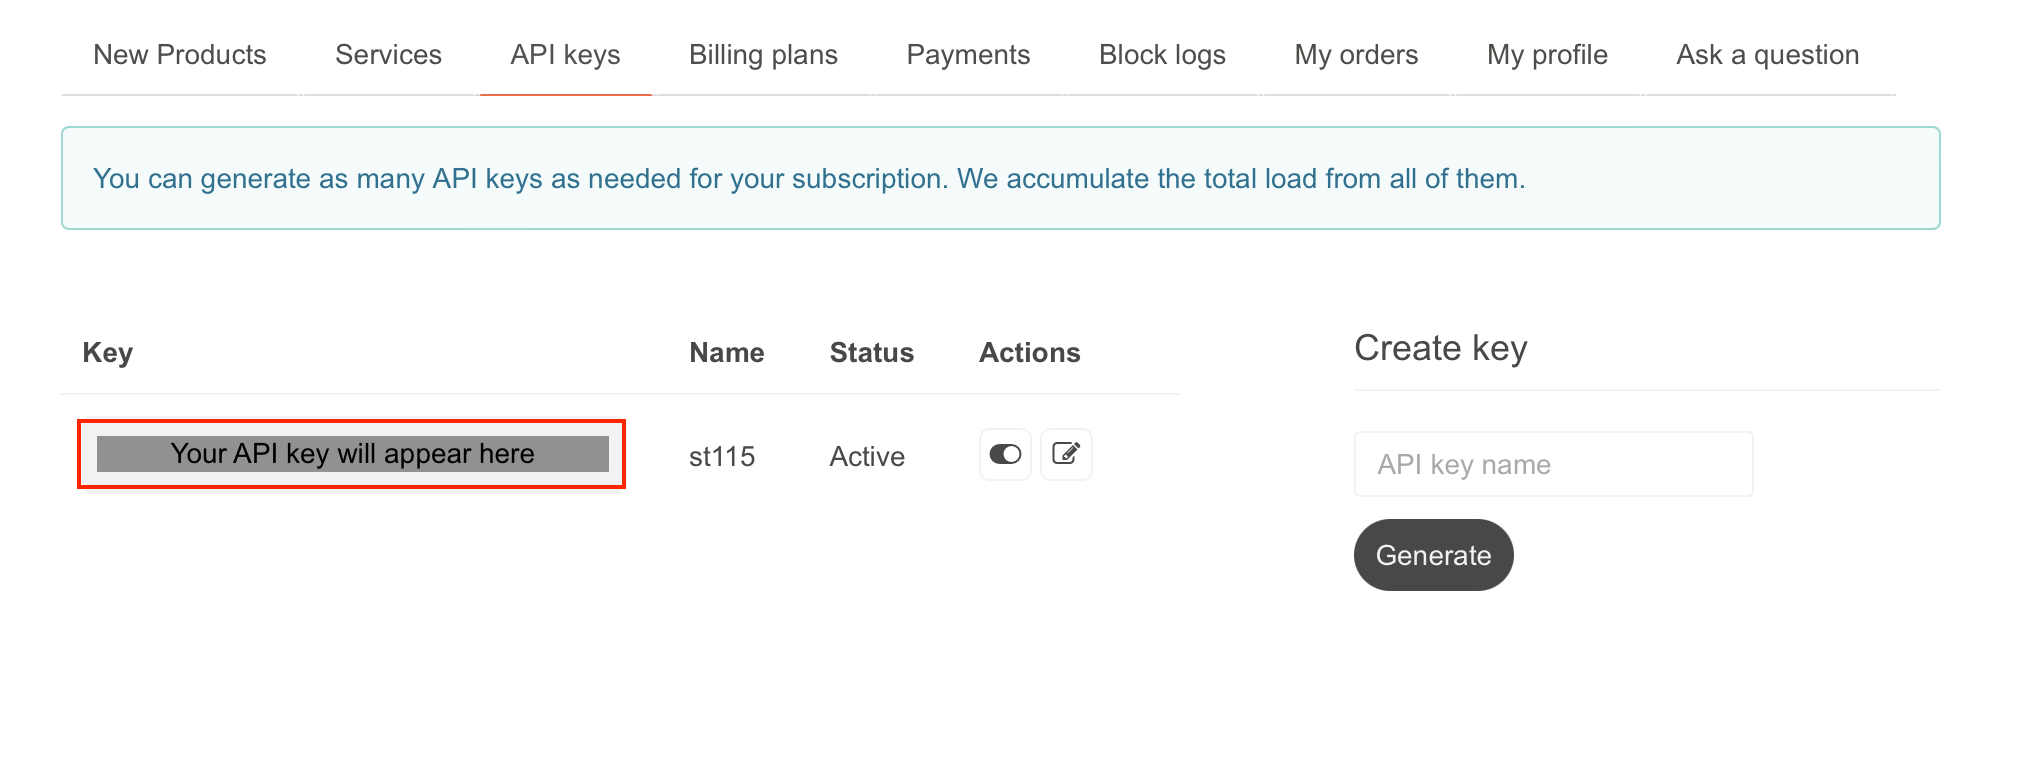 New Products Services API keys Billing plans Payments Block logs My orders My profile Ask a question
You can generate as many API keys as needed for your subscription. We accumulate the total load from all of them.
Key Name Status Actions
Your API key will appear here st115 Active
Create key
API key name
Generate